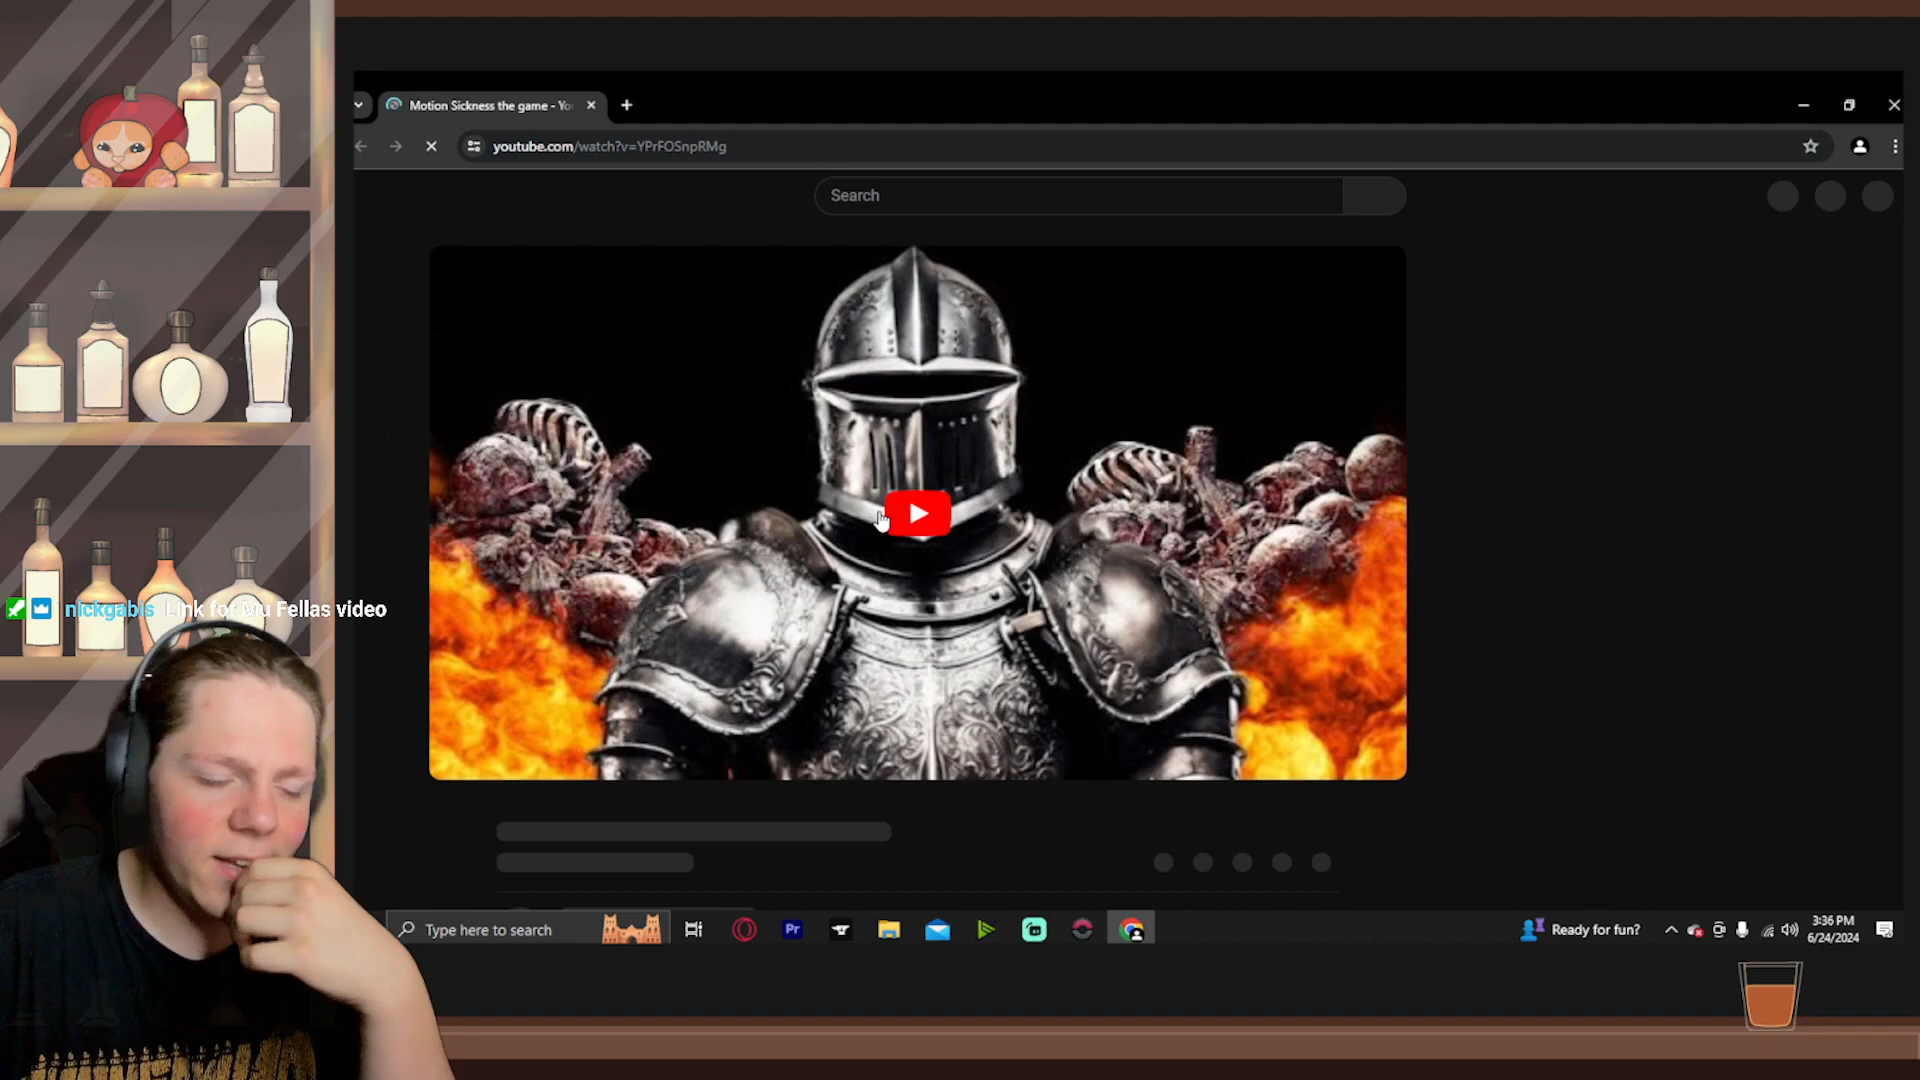 Motion Sickness the game - Yo
youtube.com/watch?v=YPrFOSnpRMg
Search
nickgabis Link for Mu Fellas video
Type here to search
Pr
Ready for fun?
3:36 PM
6/24/2024